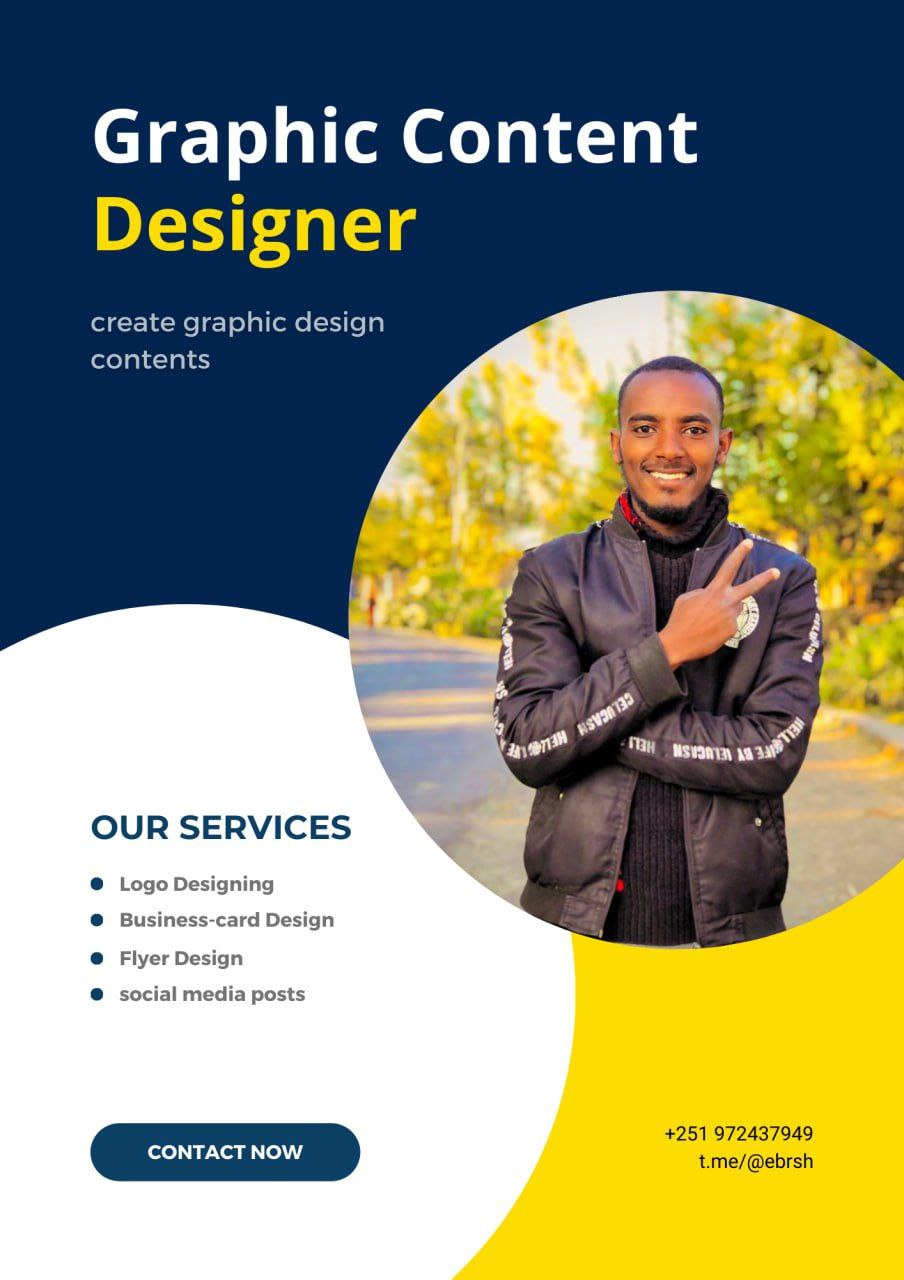 Graphic Content
Designer
create graphic design
contents
OUR SERVICES
Logo Designing
Business-card Design
Flyer Design
social media posts
CONTACT NOW
+251 972437949
t.me/@ebrsh